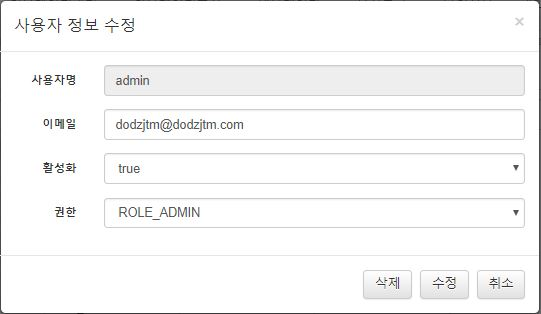 사용자 정보 수정 ×
사용자명 admin
이메일 dodzjtm@dodzjtm.com
활성화 true
권한 ROLE_ADMIN
삭제 수정 취소